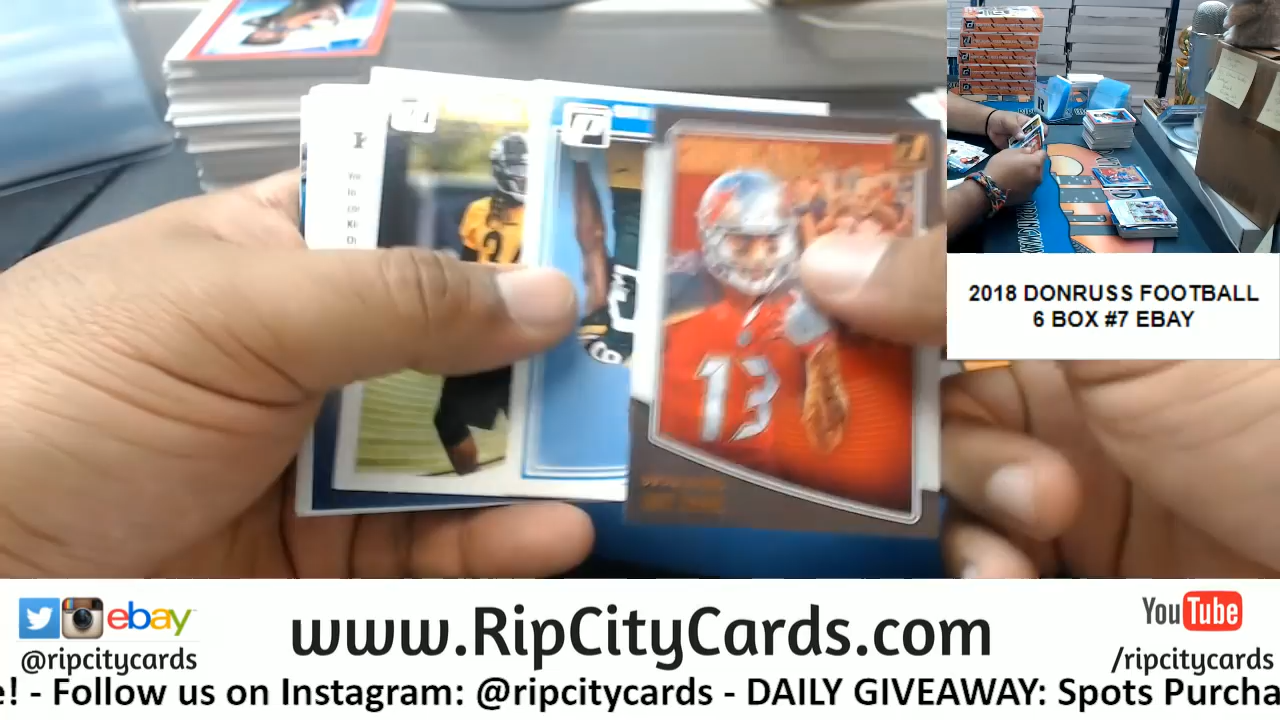 13
2018 DONRUSS FOOTBALL
6 BOX #7 EBAY
ebay
@ripcitycards
www.RipCityCards.com
YouTube
/ripcitycards
e! - Follow us on Instagram: @ripcitycards - DAILY GIVEAWAY: Spots Purcha